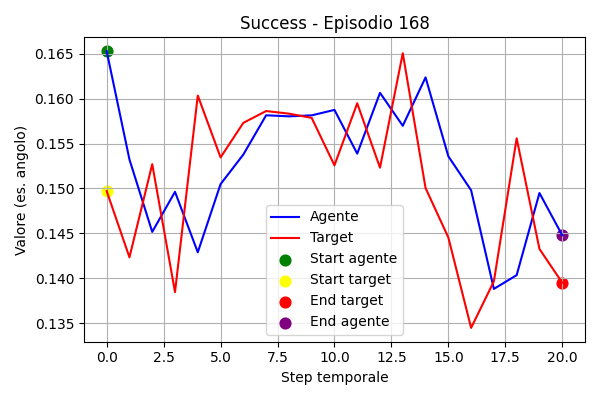 Success - Episodio 168
Valore (es. angolo)
0.165
0.160
0.155
0.150
0.145
0.140
0.135
Agente
Target
Start agente
Start target
End target
End agente
0.0 2.5 5.0 7.5 10.0 12.5 15.0 17.5 20.0
Step temporale